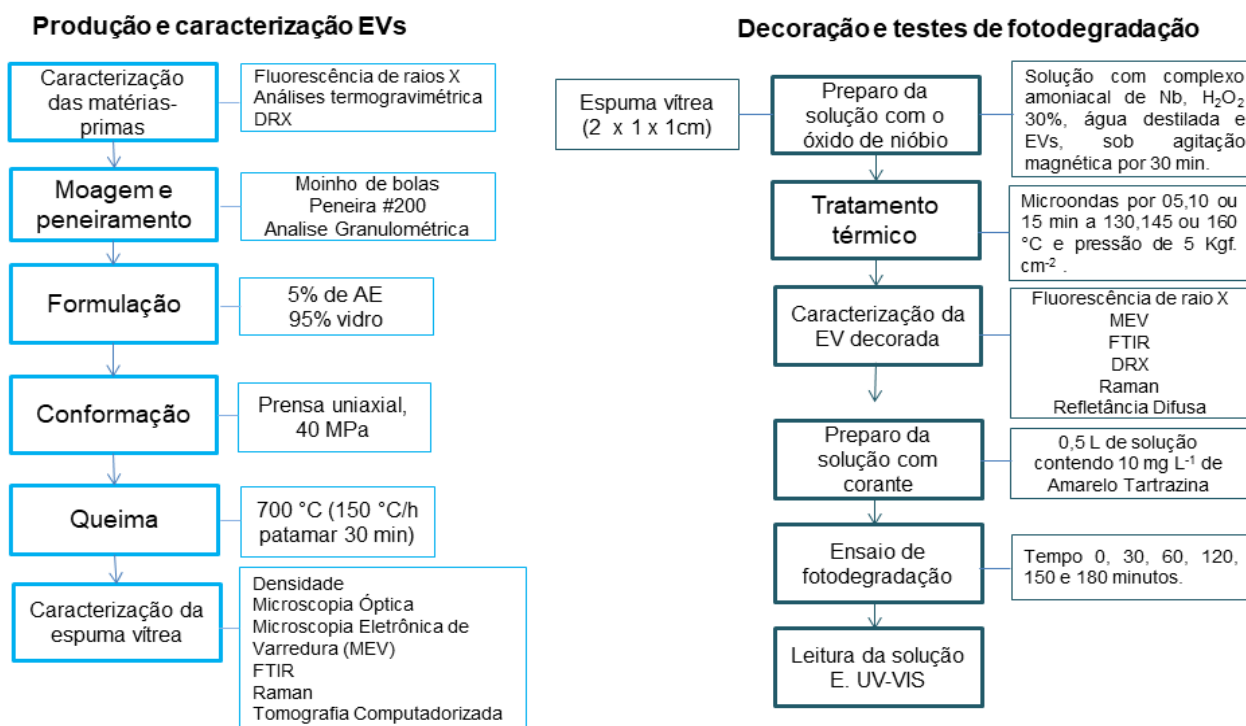 Produção e caracterização EVs
Caracterização
das matérias-
primas
Fluorescência de raios X
Análises termogravimétrica
DRX
Moagem e
peneiramento
Moinho de bolas
Peneira #200
Analise Granulométrica
Formulação
5% de AE
95% vidro
Conformação
Prensa uniaxial,
40 MPa
Queima
700 °C (150 °C/h
patamar 30 min)
Caracterização da
espuma vítrea
Densidade
Microscopia Óptica
Microscopia Eletrônica de
Varredura (MEV)
FTIR
Raman
Tomografia Computadorizada
Decoração e testes de fotodegradação
Espuma vítrea
(2 x 1 x 1cm)
Preparo da
solução com o
óxido de nióbio
Solução com complexo
amoniacal de Nb, H₂O₂
30%, água destilada e
EVs, sob agitação
magnética por 30 min.
Tratamento
térmico
Microondas por 05,10 ou
15 min a 130,145 ou 160
°C e pressão de 5 Kgf.
cm⁻² .
Caracterização da
EV decorada
Fluorescência de raio X
MEV
FTIR
DRX
Raman
Refletância Difusa
Preparo da
solução com
corante
0,5 L de solução
contendo 10 mg L⁻¹ de
Amarelo Tartrazina
Ensaio de
fotodegradação
Tempo 0, 30, 60, 120,
150 e 180 minutos.
Leitura da solução
E. UV-VIS